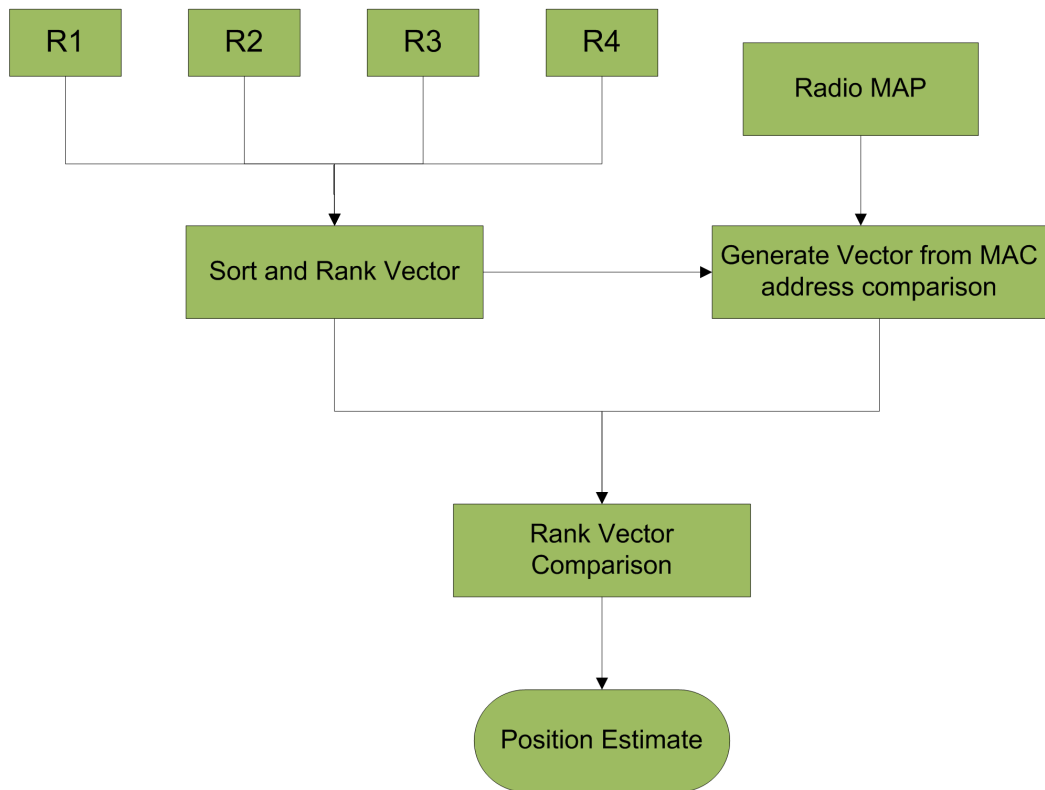 R1
R2
R3
R4
Radio MAP
Sort and Rank Vector
Generate Vector from MAC
address comparison
Rank Vector
Comparison
Position Estimate